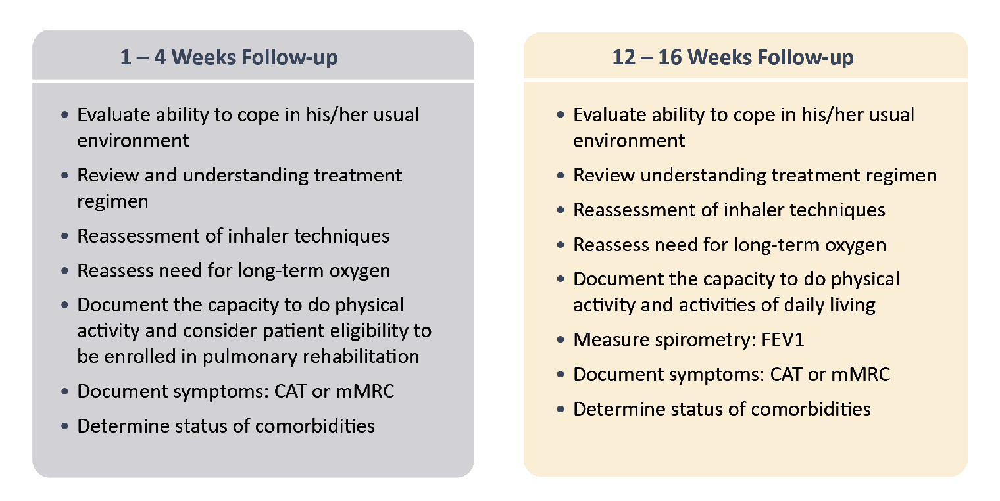 1 – 4 Weeks Follow-up
• Evaluate ability to cope in his/her usual
environment
• Review and understanding treatment
regimen
• Reassessment of inhaler techniques
• Reassess need for long-term oxygen
• Document the capacity to do physical
activity and consider patient eligibility to
be enrolled in pulmonary rehabilitation
• Document symptoms: CAT or mMRC
• Determine status of comorbidities
12 – 16 Weeks Follow-up
• Evaluate ability to cope in his/her usual
environment
• Review understanding treatment regimen
• Reassessment of inhaler techniques
• Reassess need for long-term oxygen
• Document the capacity to do physical
activity and activities of daily living
• Measure spirometry: FEV1
• Document symptoms: CAT or mMRC
• Determine status of comorbidities